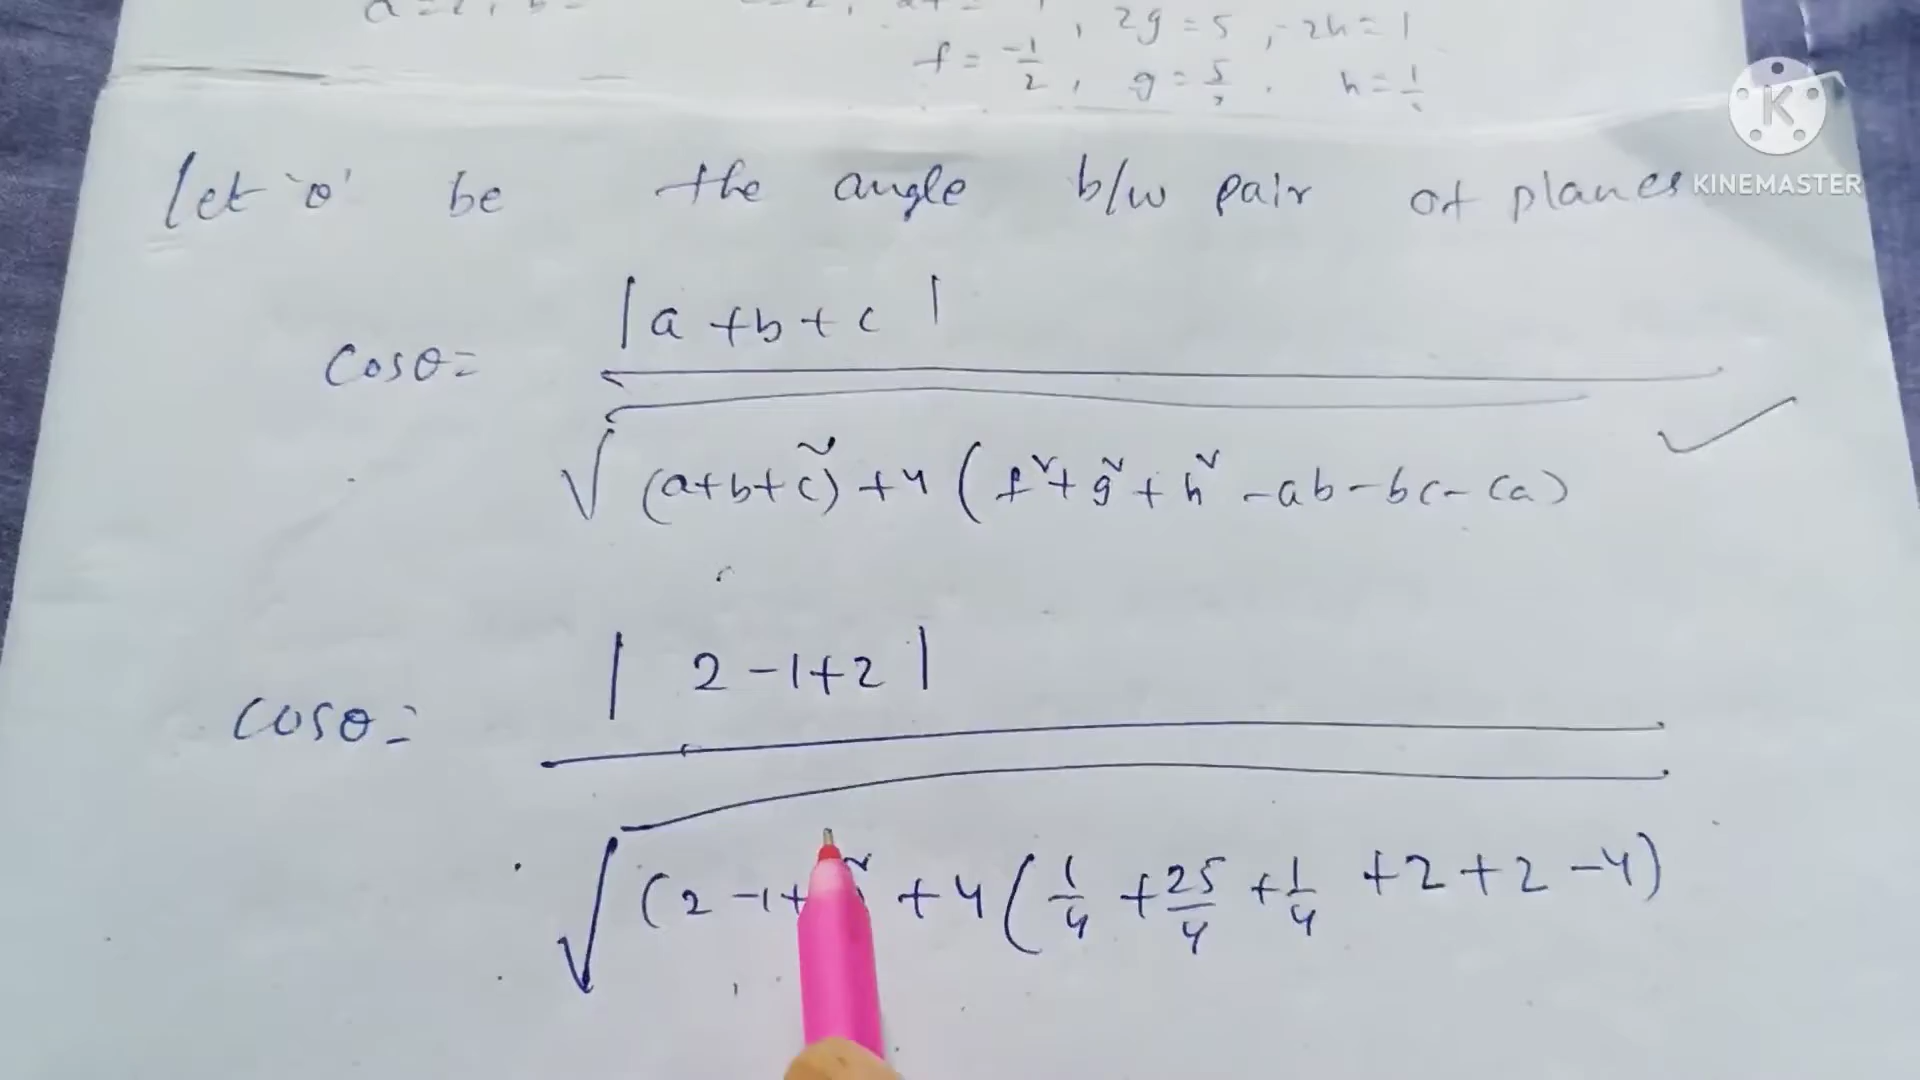 , 2g = 5 , 2h = 1
f = -1/2 , g = 5/2 , h = 1/2
KINEMASTER
Let 'θ' be the angle b/w pair of planes
|a+b+c|
Cosθ=
√(a+b+c)² + 4 (f² + g² + h² - ab - bc - ca)
| 2-1+2 |
cosθ=
√(2-1+ ² + 4 (1/4 + 25/4 + 1/4 + 2 + 2 - 4)